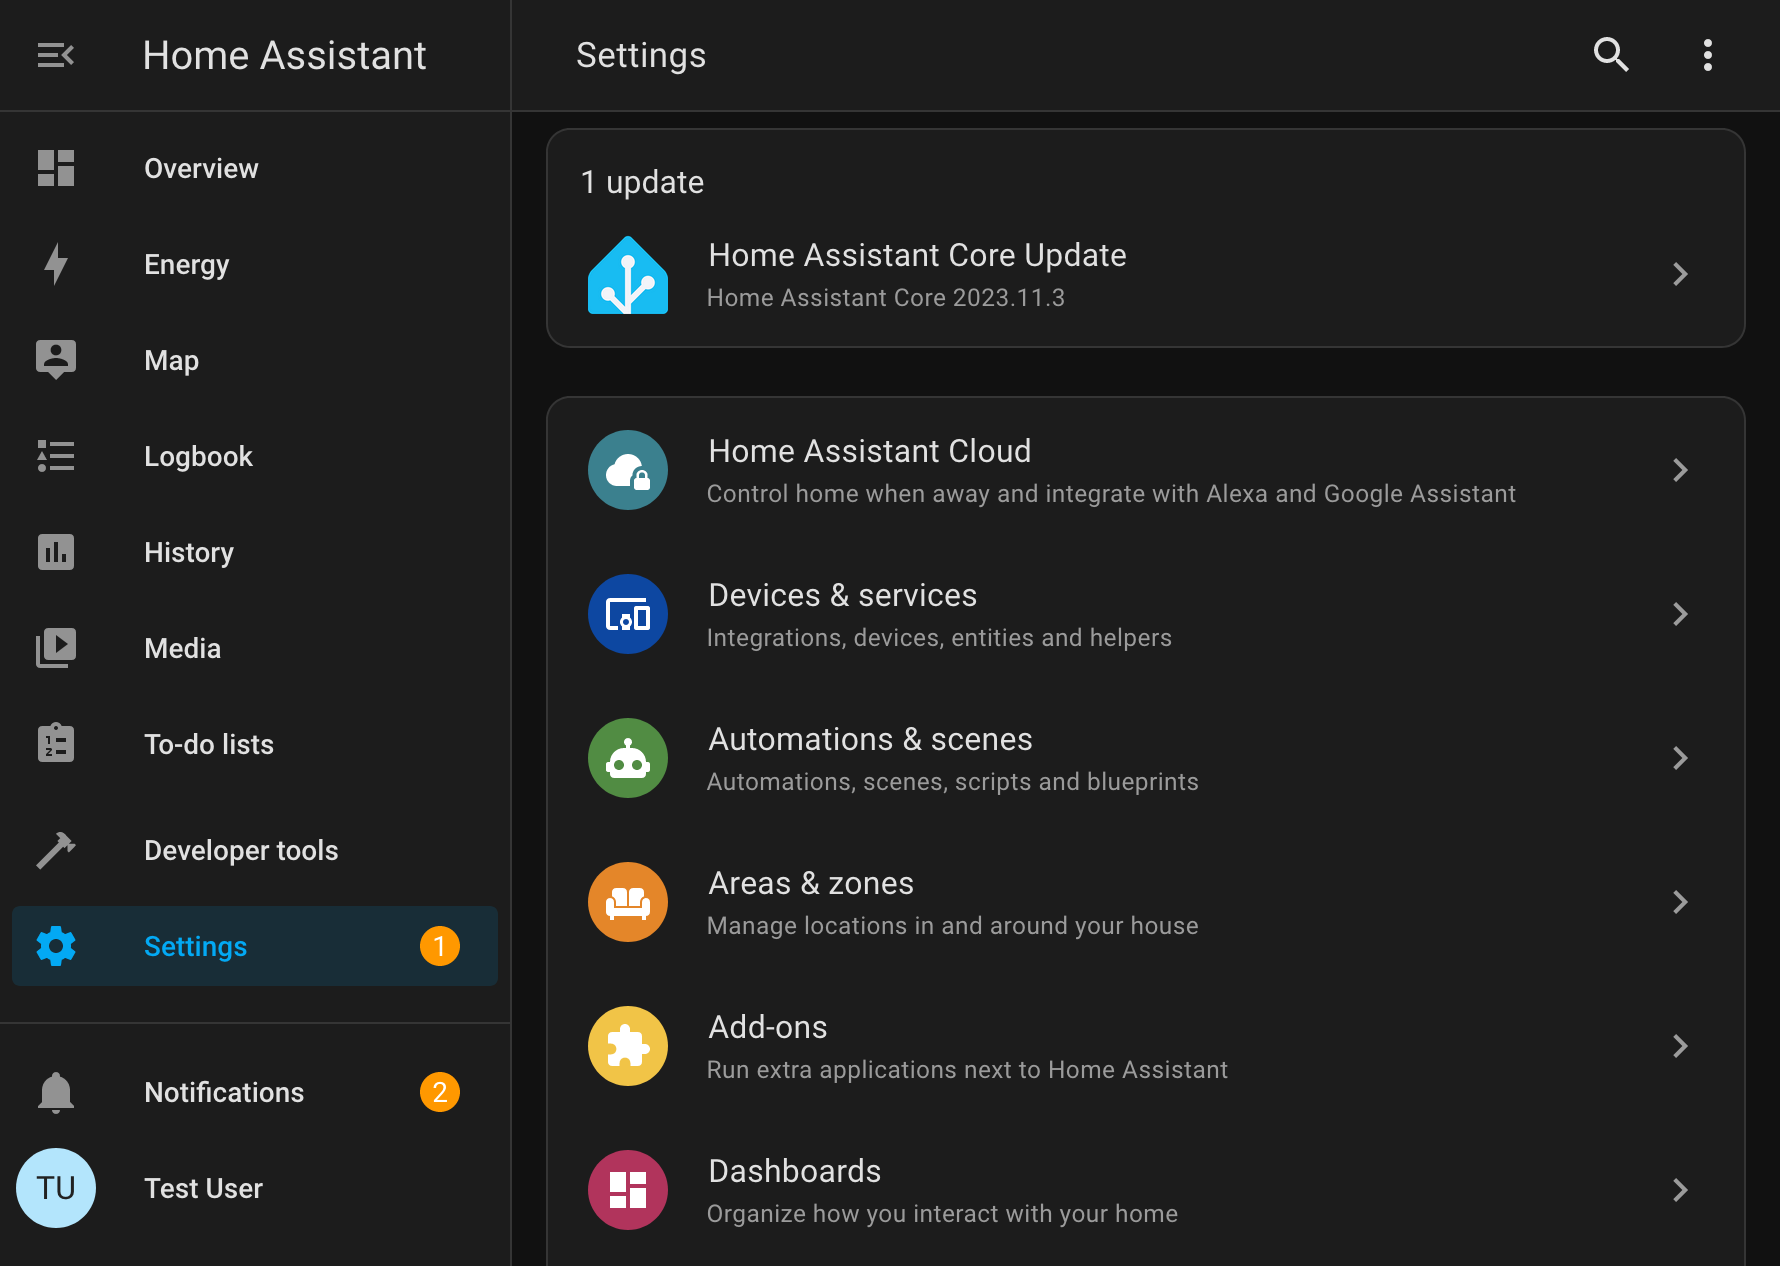 Home Assistant
Overview
Energy
Map
Logbook
History
Media
To-do lists
Developer tools
Settings
1
Notifications
2
TU
Test User
Settings
1 update
Home Assistant Core Update
Home Assistant Core 2023.11.3
Home Assistant Cloud
Control home when away and integrate with Alexa and Google Assistant
Devices & services
Integrations, devices, entities and helpers
Automations & scenes
Automations, scenes, scripts and blueprints
Areas & zones
Manage locations in and around your house
Add-ons
Run extra applications next to Home Assistant
Dashboards
Organize how you interact with your home